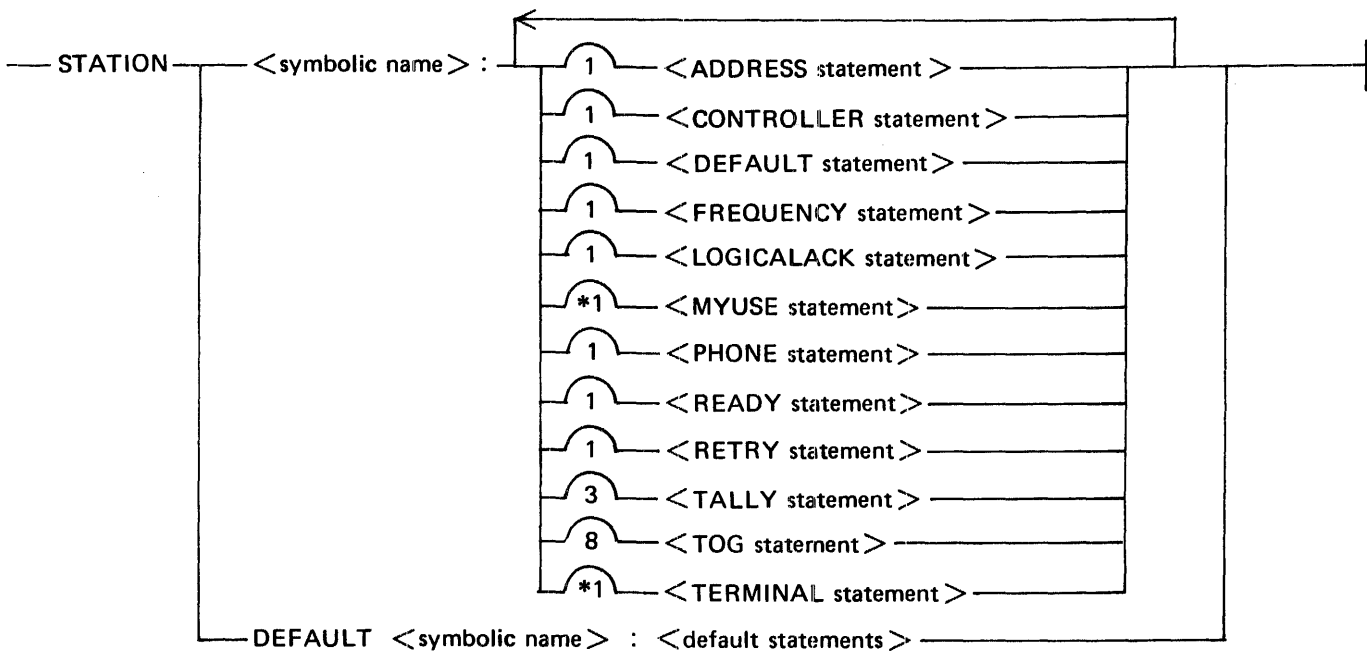 STATION <symbolic name> : 1 <ADDRESS statement>
1 <CONTROLLER statement>
1 <DEFAULT statement>
1 <FREQUENCY statement>
1 <LOGICALACK statement>
*1 <MYUSE statement>
1 <PHONE statement>
1 <READY statement>
1 <RETRY statement>
3 <TALLY statement>
8 <TOG statement>
*1 <TERMINAL statement>
DEFAULT <symbolic name> : <default statements>